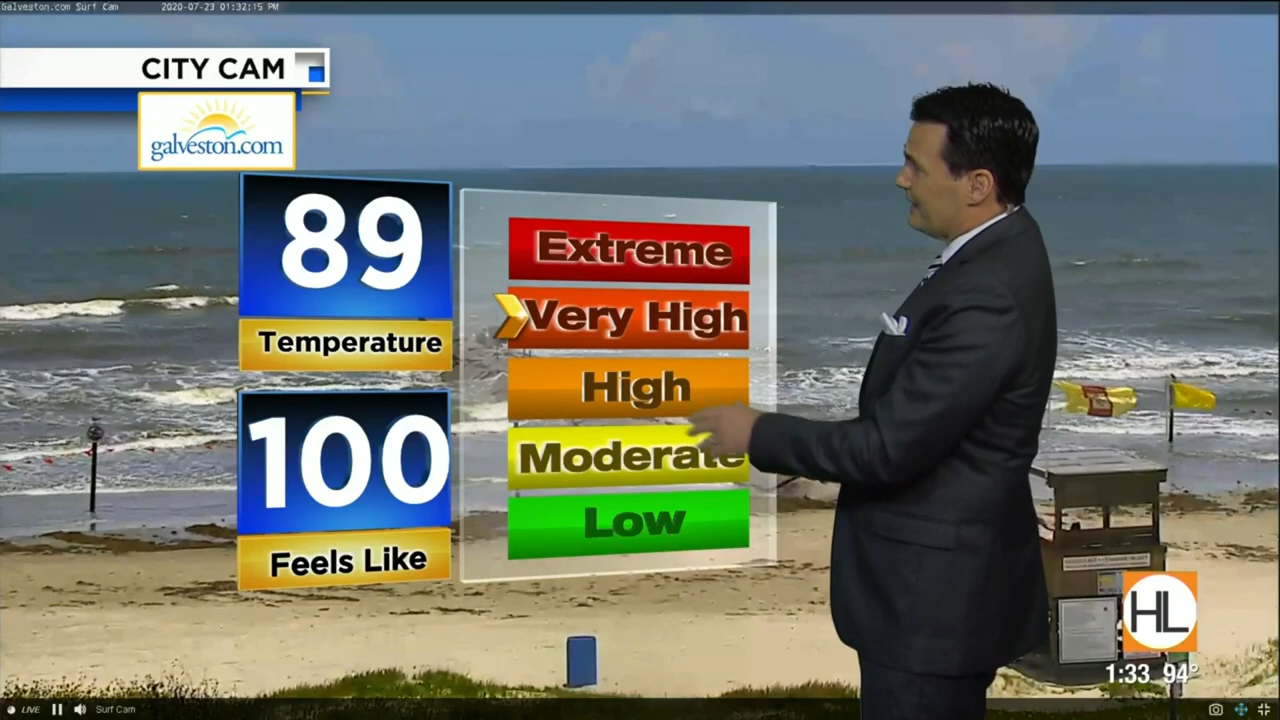 Galveston.com Surf Cam 2020-07-23 01:32:15 PM
CITY CAM
galveston.com
89
Temperature
100
Feels Like
Extreme
Very High
High
Moderate
Low
HL
1:33 94°
LIVE
Surf Cam